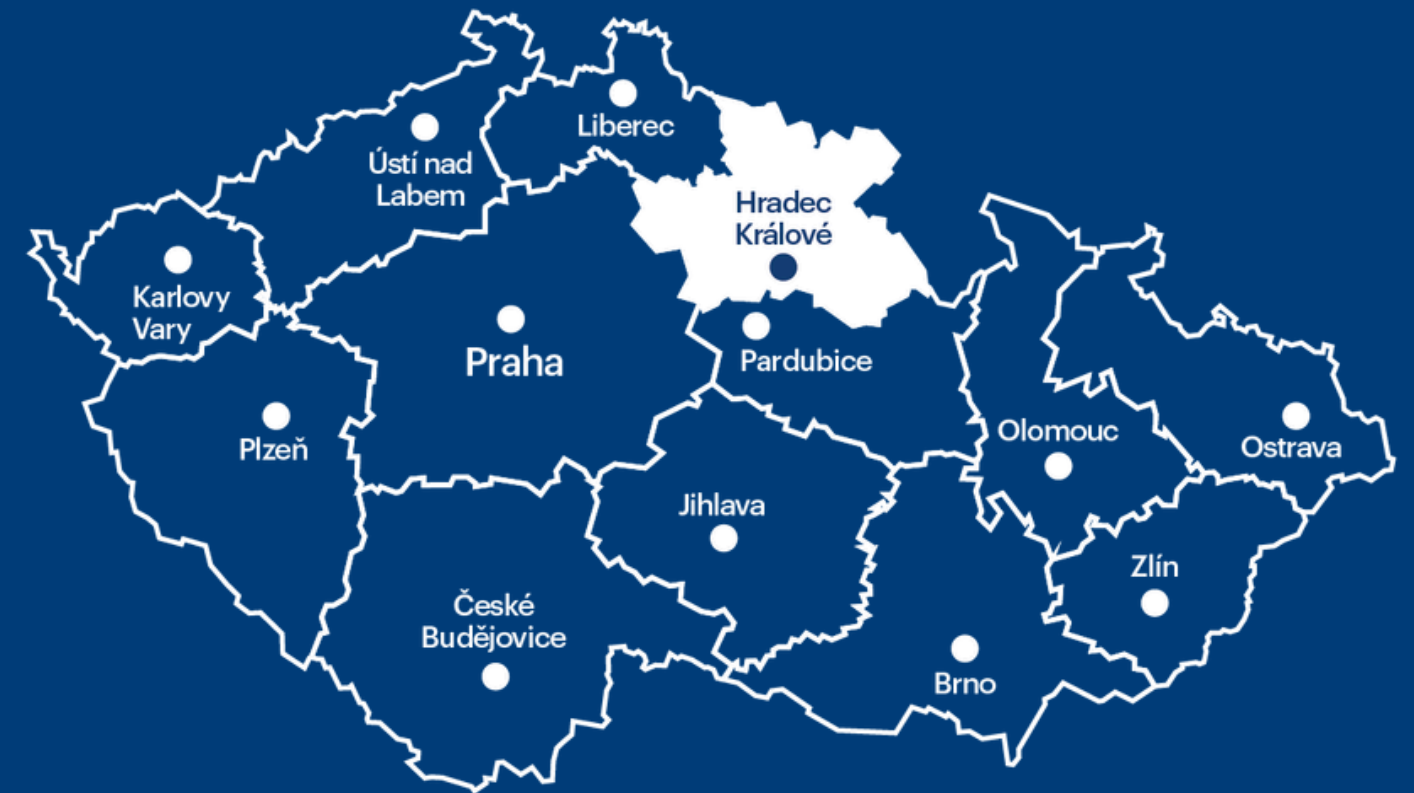 Liberec
Ústí nad
Labem
Hradec
Králové
Karlovy
Vary
Praha
Pardubice
Plzeň
Olomouc
Ostrava
Jihlava
Zlín
České
Budějovice
Brno